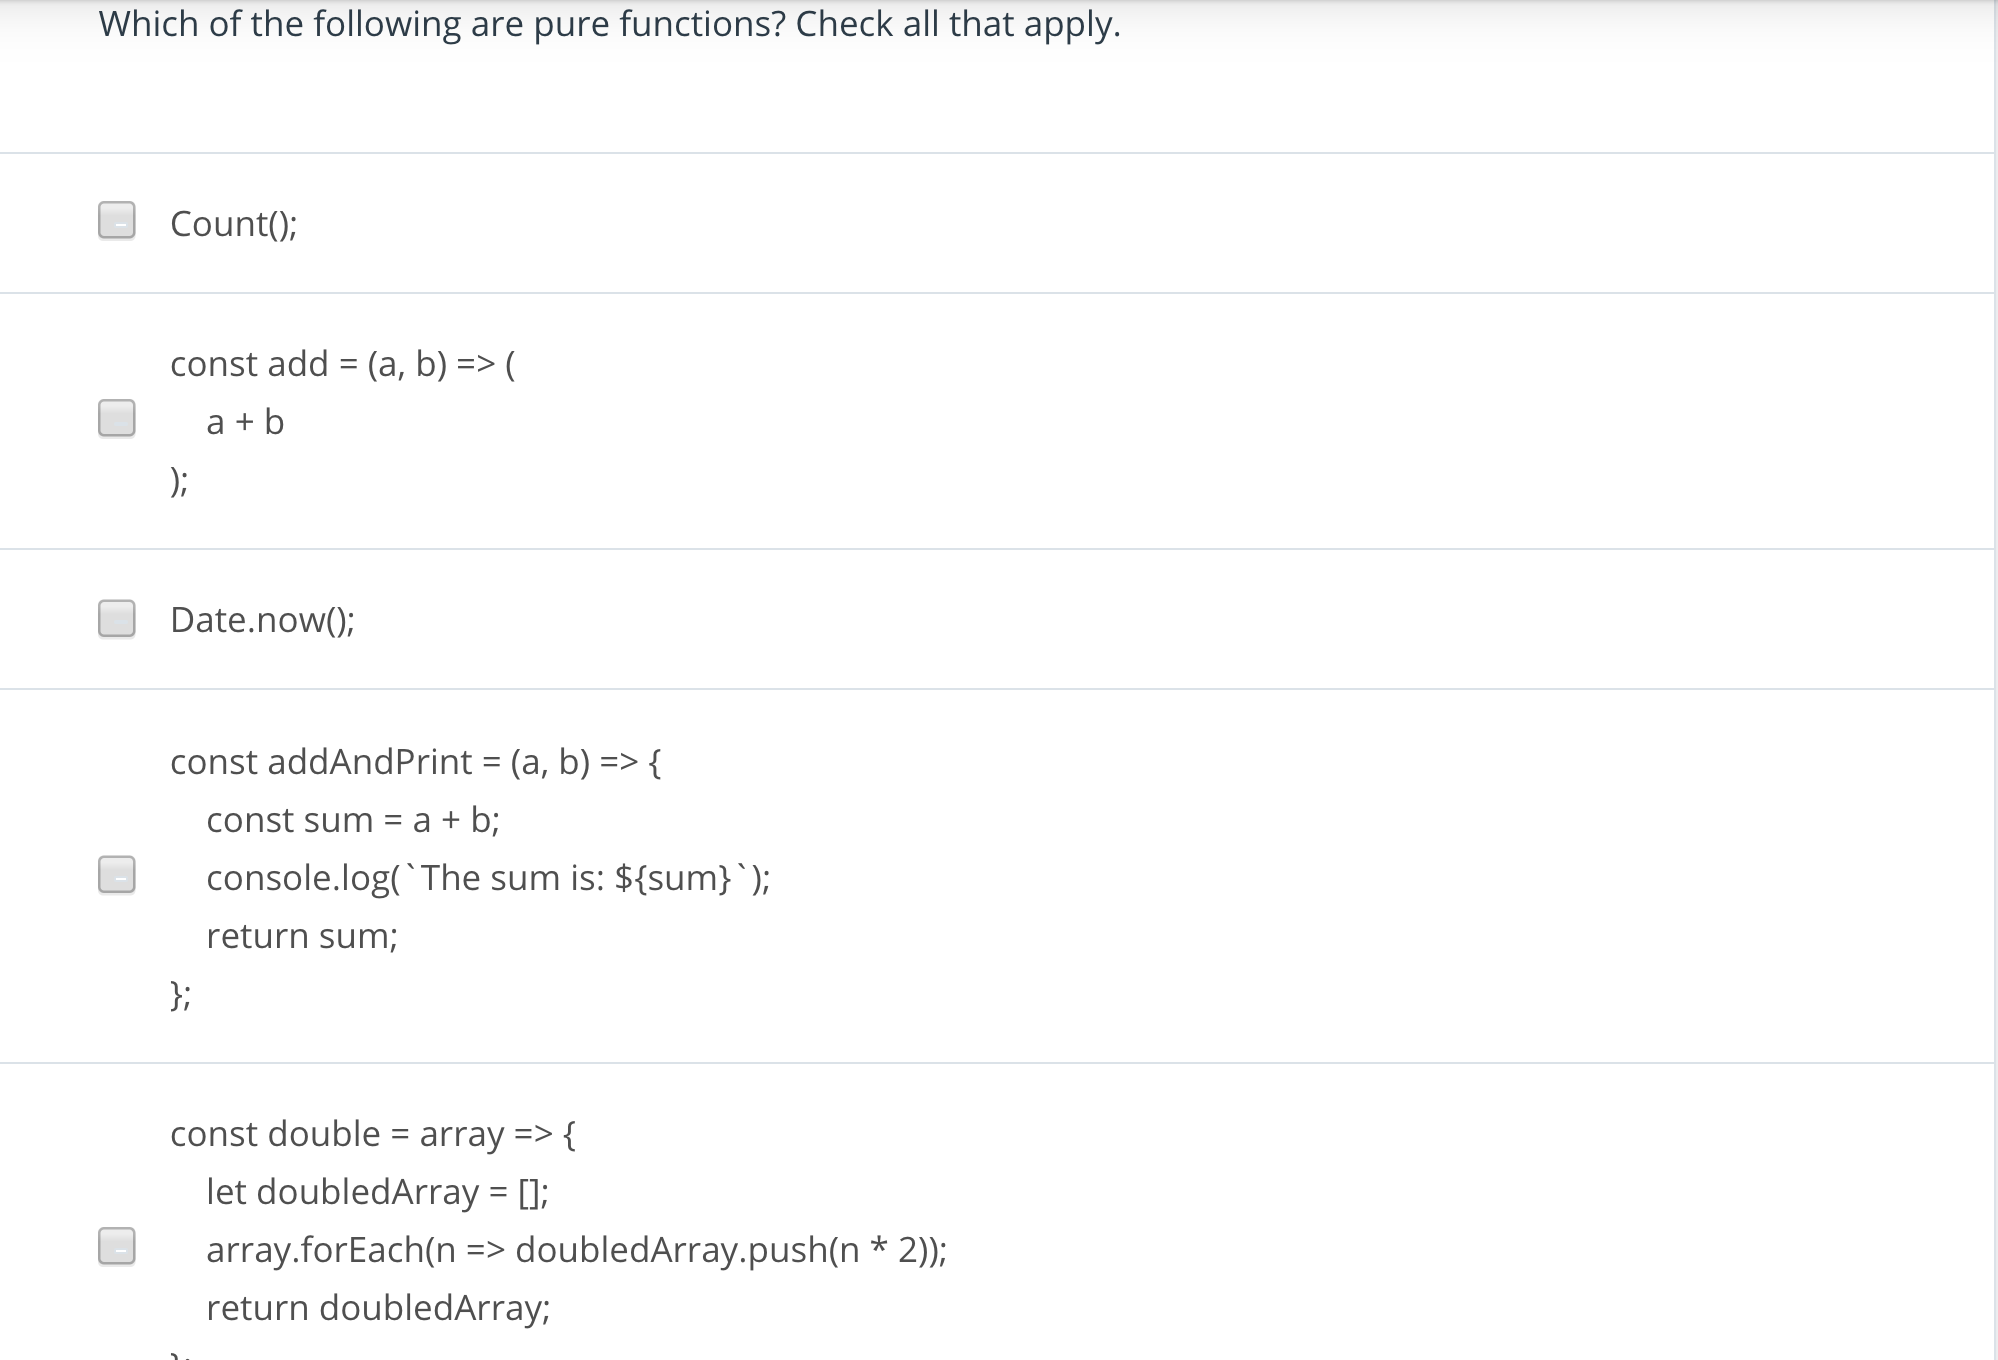 Which of the following are pure functions? Check all that apply.
Count();
const add = (a, b) => (
a + b
);
Date.now();
const addAndPrint = (a, b) => {
const sum = a + b;
console.log(`The sum is: ${sum}`);
return sum;
};
const double = array => {
let doubledArray = [];
array.forEach(n => doubledArray.push(n * 2));
return doubledArray;